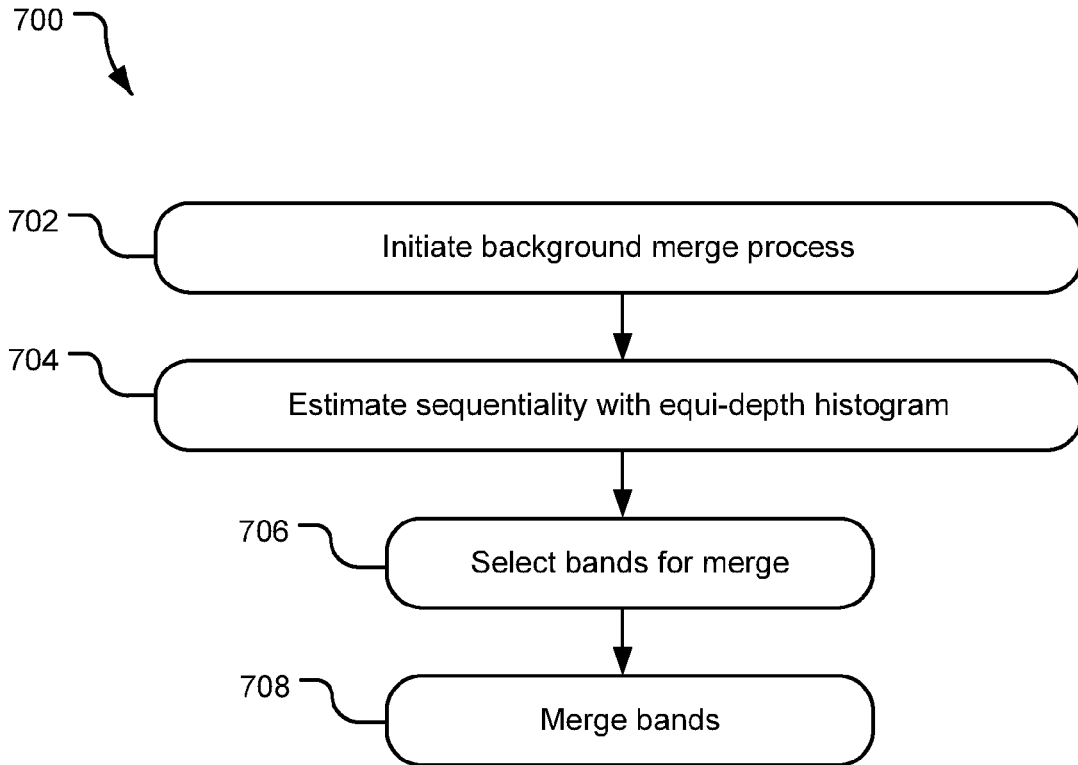 700
702
Initiate background merge process
704
Estimate sequentiality with equi-depth histogram
706
Select bands for merge
708
Merge bands